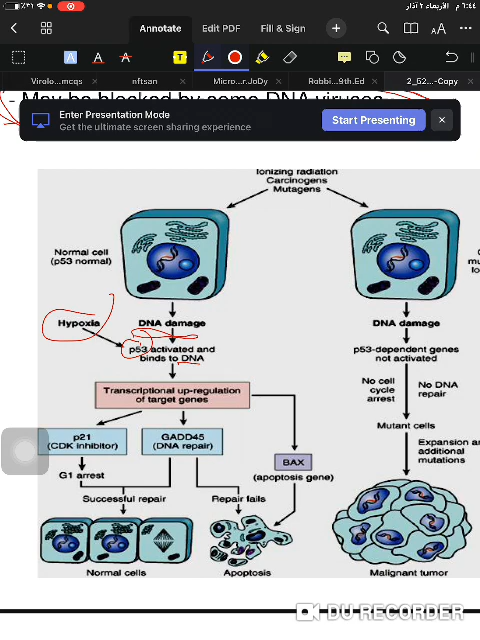 ٪٣١
٦:٤٤ م الأربعاء ٢ آذار
Annotate
Edit PDF
Fill & Sign
AA
A A A T
Virolo...mcqs
nftsan
Micro...r.JoDy
Robbi...9th.Ed
2_52...-Copy
- May be blocked by some DNA viruses
Enter Presentation Mode
Get the ultimate screen sharing experience
Start Presenting
Ionizing radiation
Carcinogens
Mutagens
Normal cell
(p53 normal)
Hypoxia
DNA damage
DNA damage
p53 activated and
binds to DNA
p53-dependent genes
not activated
Transcriptional up-regulation
of target genes
No cell
cycle
arrest
No DNA
repair
p21
(CDK inhibitor)
GADD45
(DNA repair)
BAX
(apoptosis gene)
Mutant cells
Expansion
additional
mutations
G1 arrest
Successful repair
Repair fails
Normal cells
Apoptosis
Malignant tumor
DU RECORDER